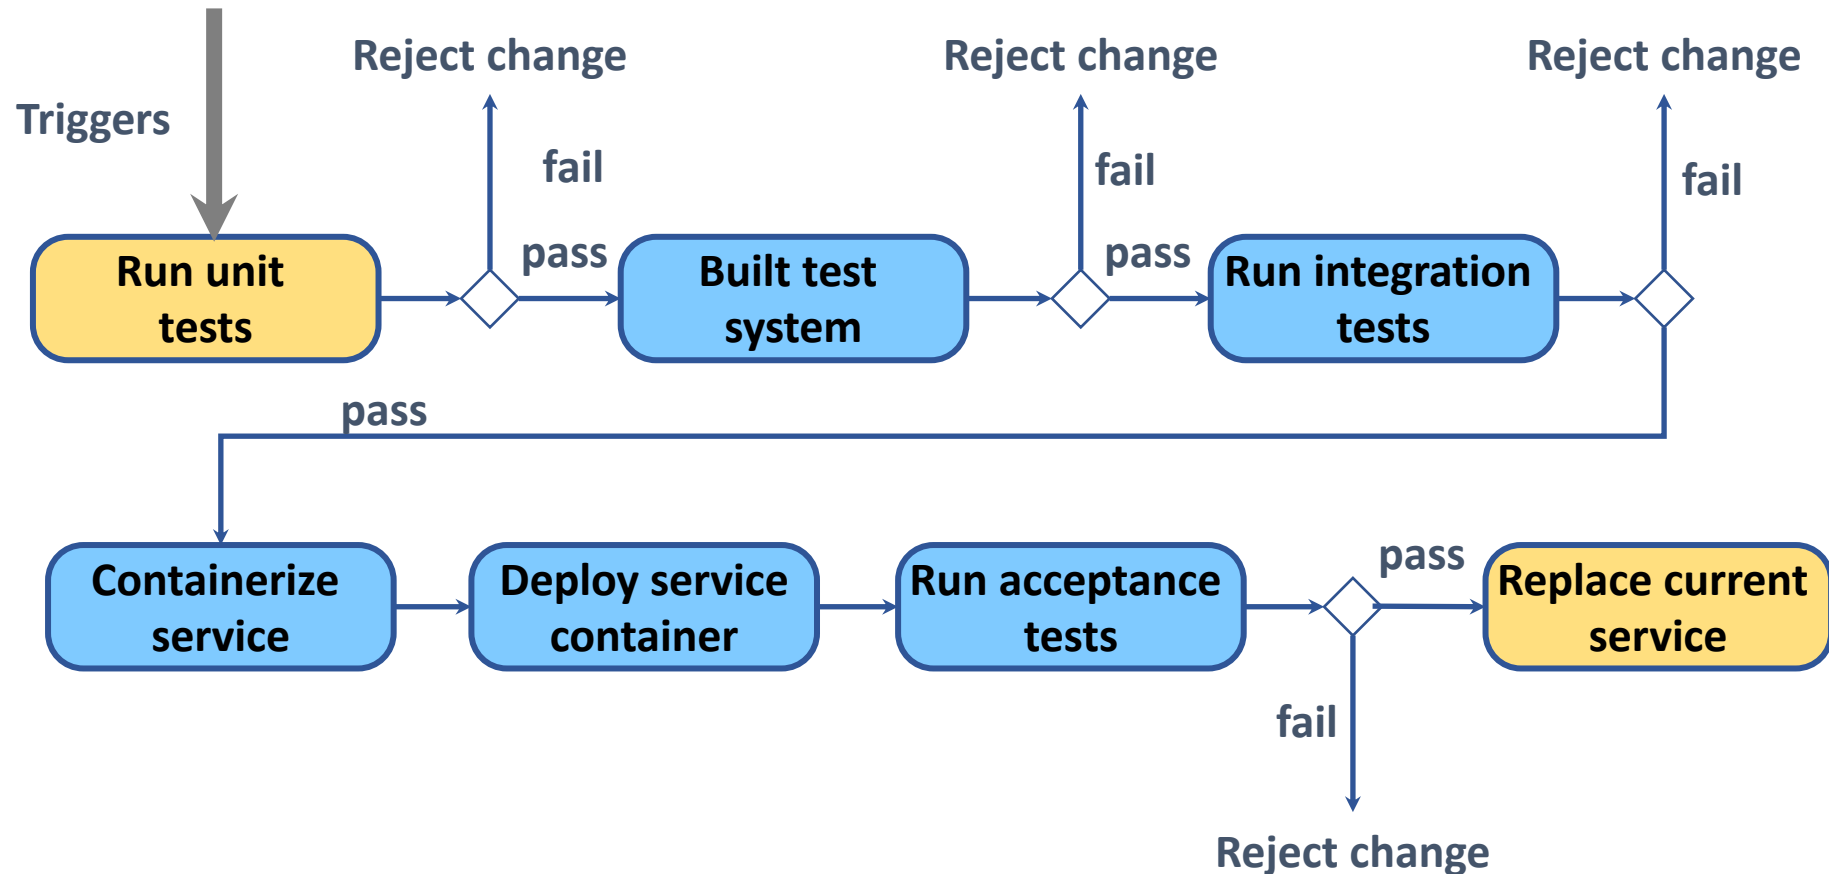 Reject change
Reject change
Reject change
Triggers
fail
fail
fail
pass
pass
Run unit
tests
Built test
system
Run integration
tests
pass
Containerize
service
Deploy service
container
Run acceptance
tests
pass
Replace current
service
fail
Reject change